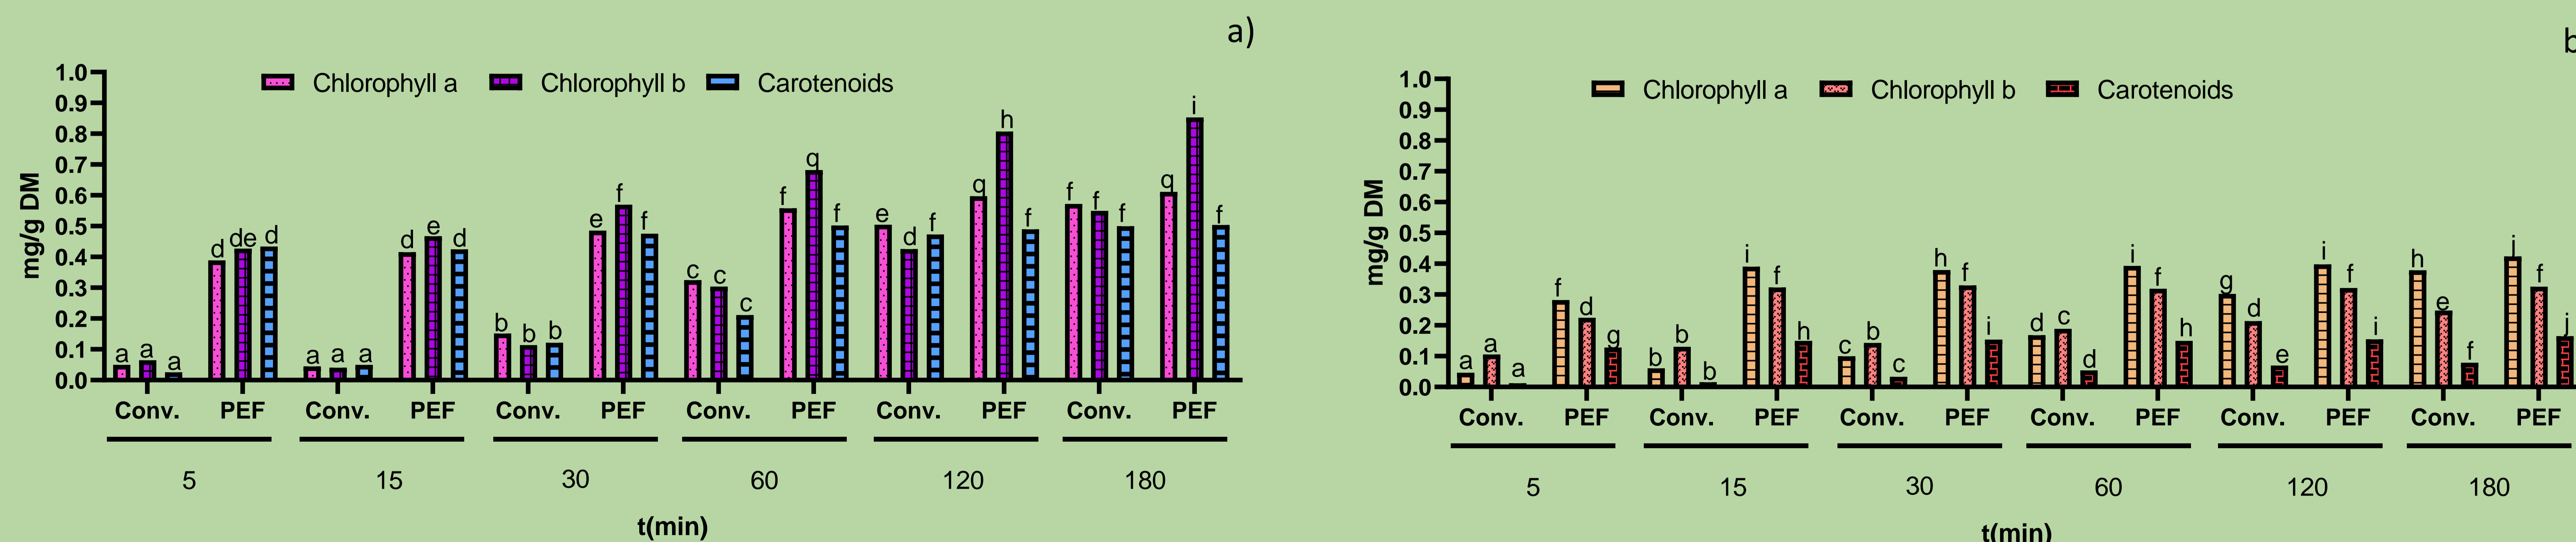 a)
1.0
0.9
0.8
0.7
0.6
0.5
0.4
0.3
0.2
0.1
0.0
mg/g DM
Chlorophyll a Chlorophyll b Carotenoids
a a a d de d a a a d e d b b b e f f c c c f g f e d f g h f f f f g i f
Conv. PEF Conv. PEF Conv. PEF Conv. PEF Conv. PEF Conv. PEF
5 15 30 60 120 180
t(min)
b
1.0
0.9
0.8
0.7
0.6
0.5
0.4
0.3
0.2
0.1
0.0
mg/g DM
Chlorophyll a Chlorophyll b Carotenoids
a a a f d g b b b i f h c b c h f i d c d i f h g d e i f i h e f j f j
Conv. PEF Conv. PEF Conv. PEF Conv. PEF Conv. PEF Conv. PEF
5 15 30 60 120 180
t(min)